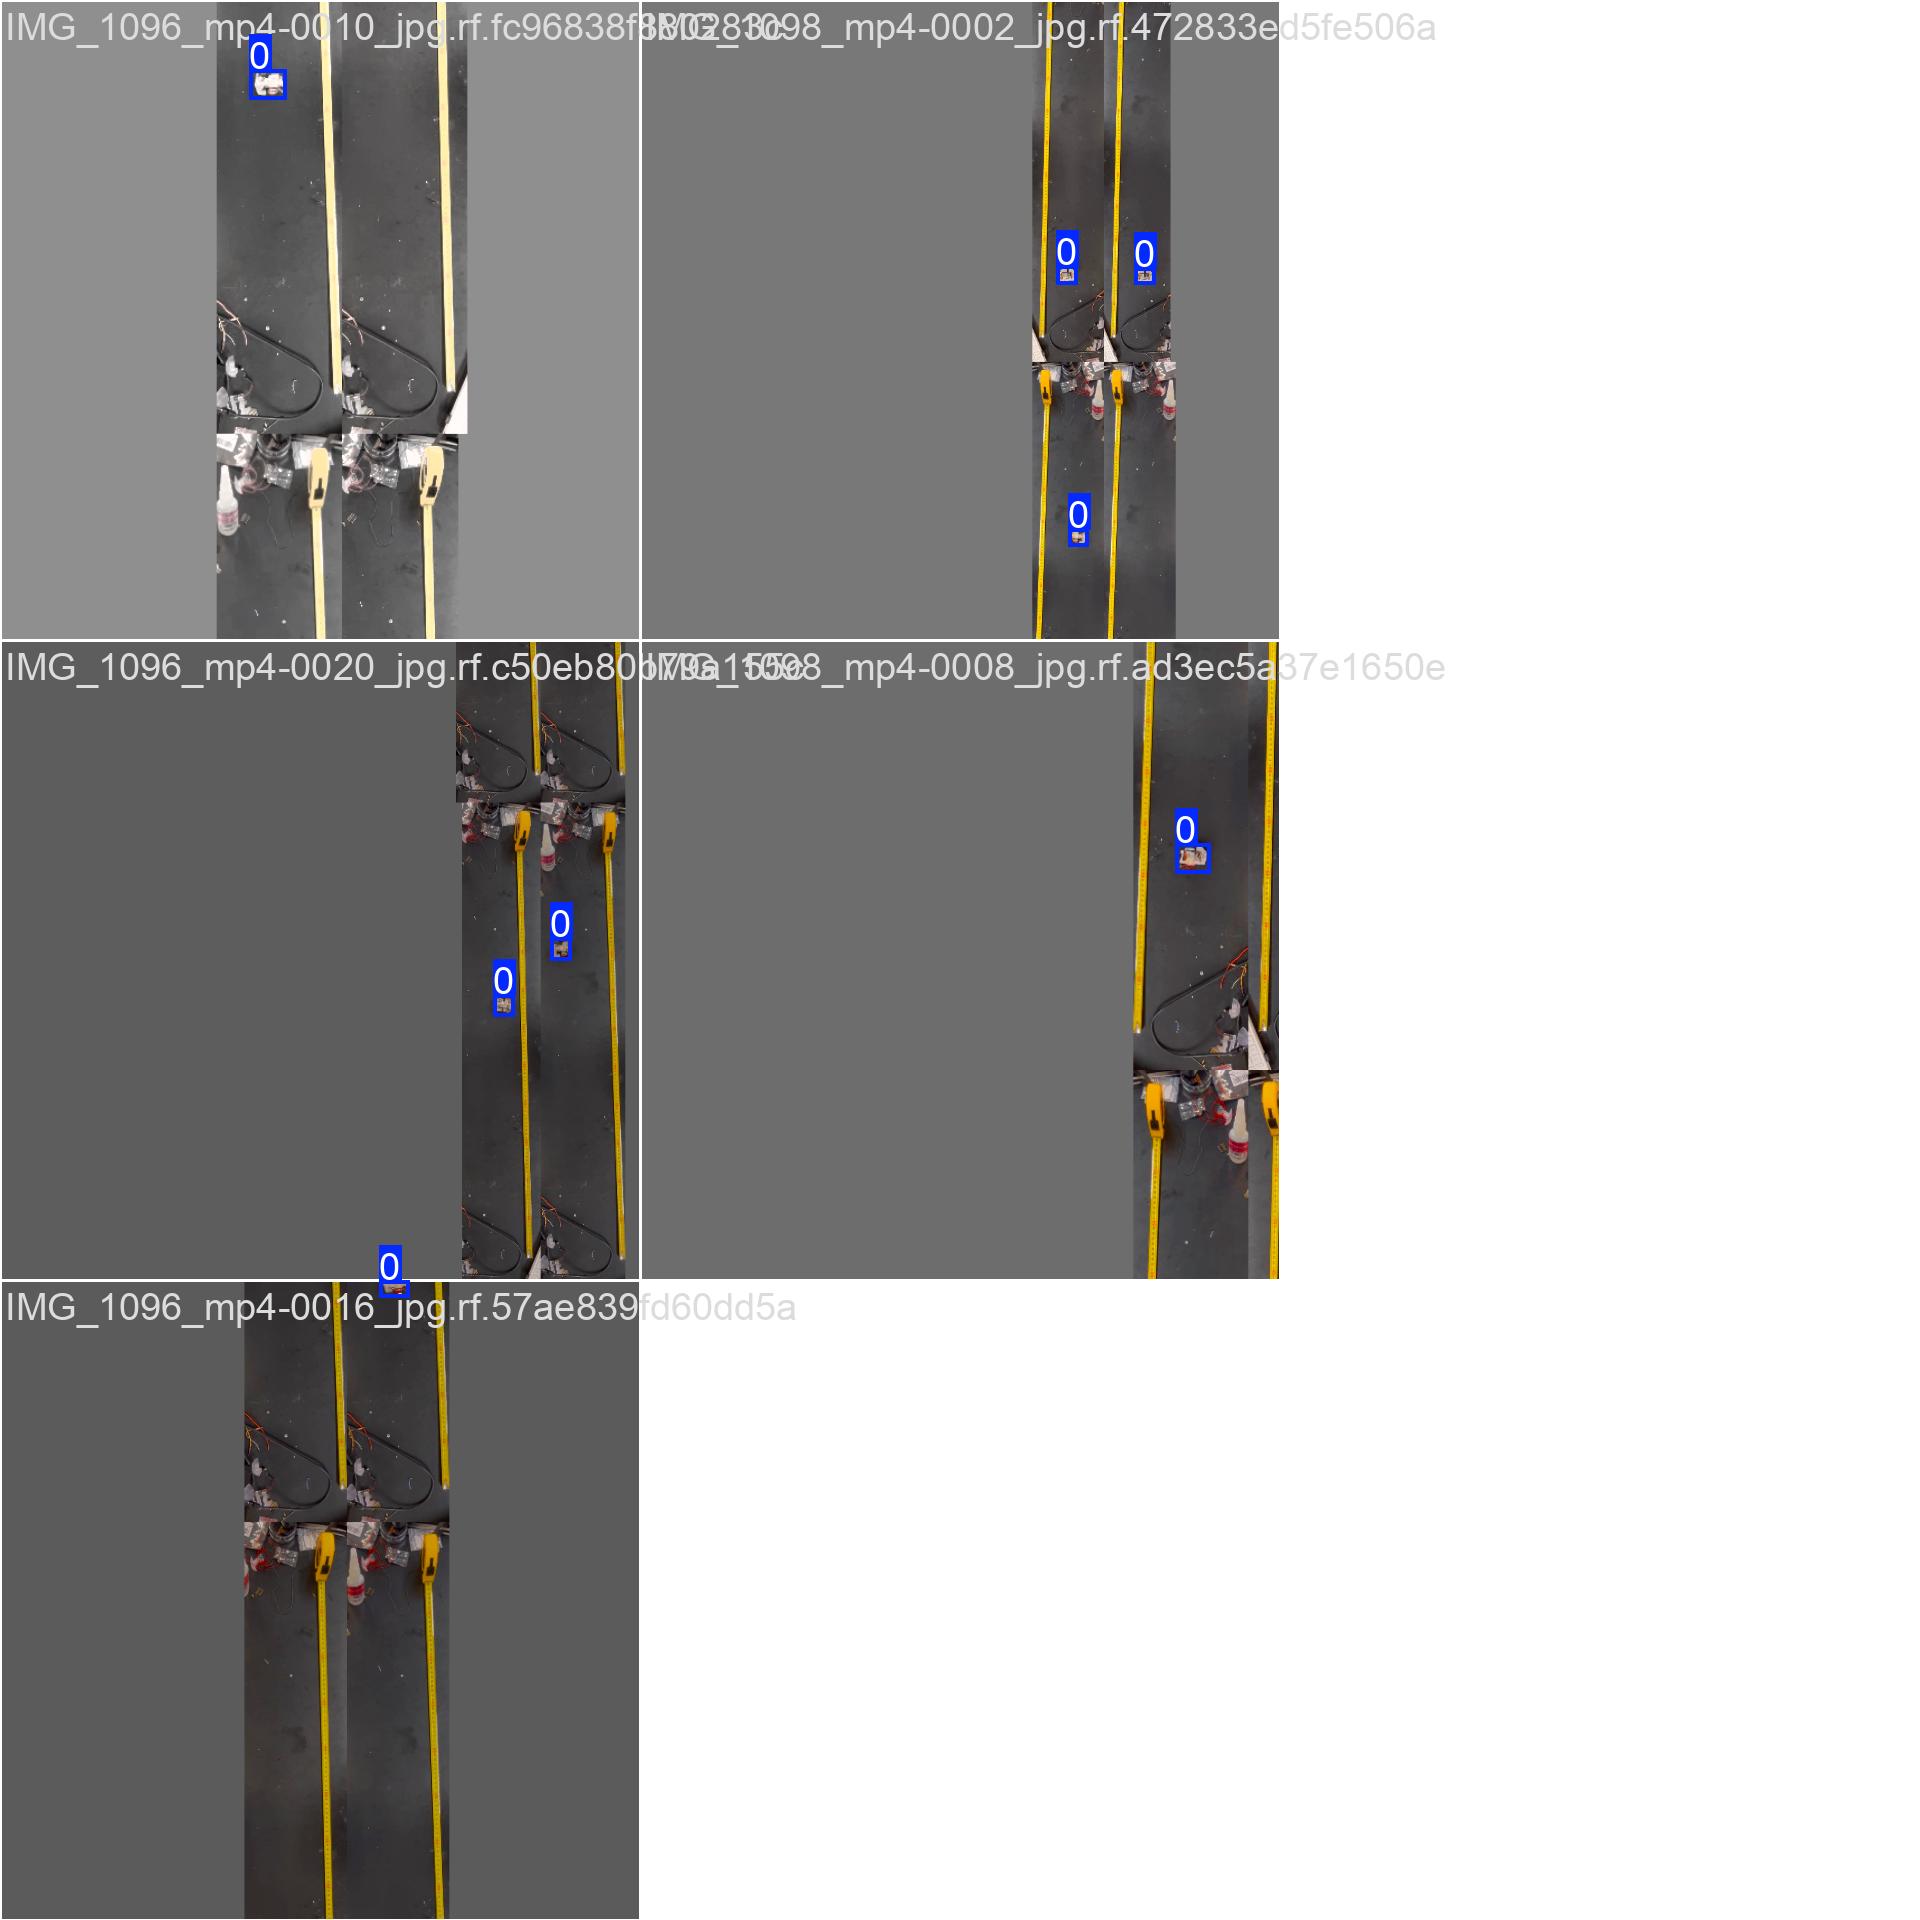 IMG_1096_mp4-0010_jpg.rf.fc96838f
IMG_1098_mp4-0002_jpg.rf.472833ed5fe506a
0
0
0
0
IMG_1096_mp4-0020_jpg.rf.c50eb80
IMG_1098_mp4-0008_jpg.rf.ad3ec5a37e1650e
0
0
0
0
IMG_1096_mp4-0016_jpg.rf.57ae839fd60dd5a